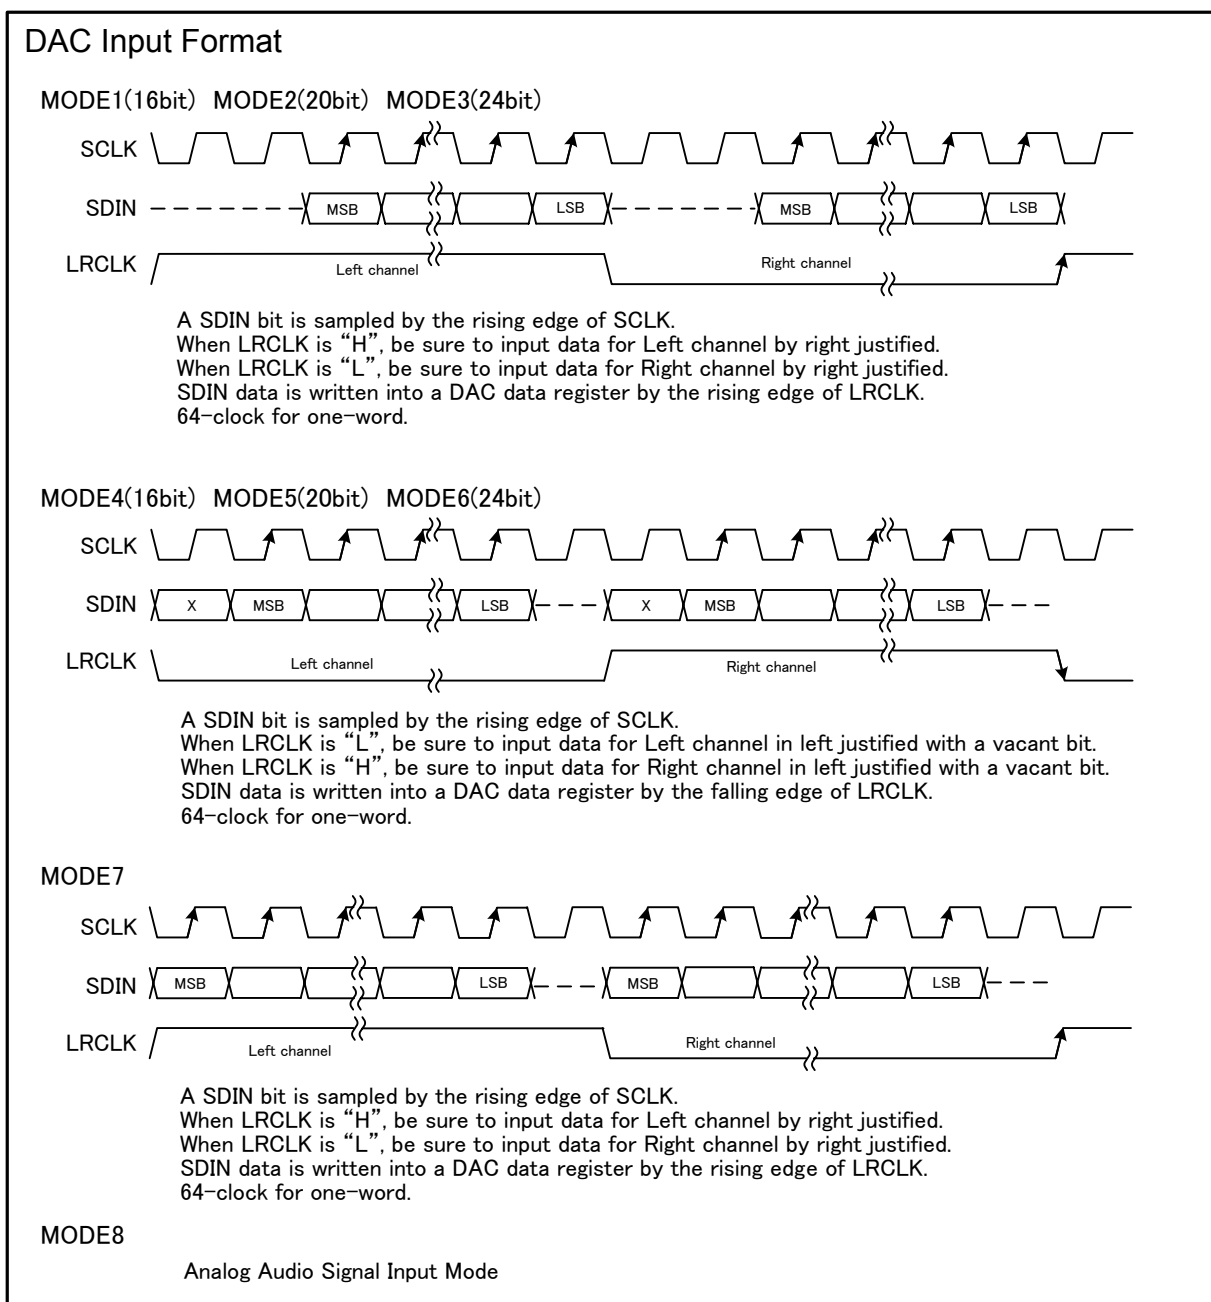 DAC Input Format
MODE1(16bit) MODE2(20bit) MODE3(24bit)
SCLK
SDIN MSB LSB MSB LSB
LRCLK Left channel Right channel
A SDIN bit is sampled by the rising edge of SCLK.
When LRCLK is “H”, be sure to input data for Left channel by right justified.
When LRCLK is “L”, be sure to input data for Right channel by right justified.
SDIN data is written into a DAC data register by the rising edge of LRCLK.
64-clock for one-word.
MODE4(16bit) MODE5(20bit) MODE6(24bit)
SCLK
SDIN X MSB LSB X MSB LSB
LRCLK Left channel Right channel
A SDIN bit is sampled by the rising edge of SCLK.
When LRCLK is “L”, be sure to input data for Left channel in left justified with a vacant bit.
When LRCLK is “H”, be sure to input data for Right channel in left justified with a vacant bit.
SDIN data is written into a DAC data register by the falling edge of LRCLK.
64-clock for one-word.
MODE7
SCLK
SDIN MSB LSB MSB LSB
LRCLK Left channel Right channel
A SDIN bit is sampled by the rising edge of SCLK.
When LRCLK is “H”, be sure to input data for Left channel by right justified.
When LRCLK is “L”, be sure to input data for Right channel by right justified.
SDIN data is written into a DAC data register by the rising edge of LRCLK.
64-clock for one-word.
MODE8
Analog Audio Signal Input Mode